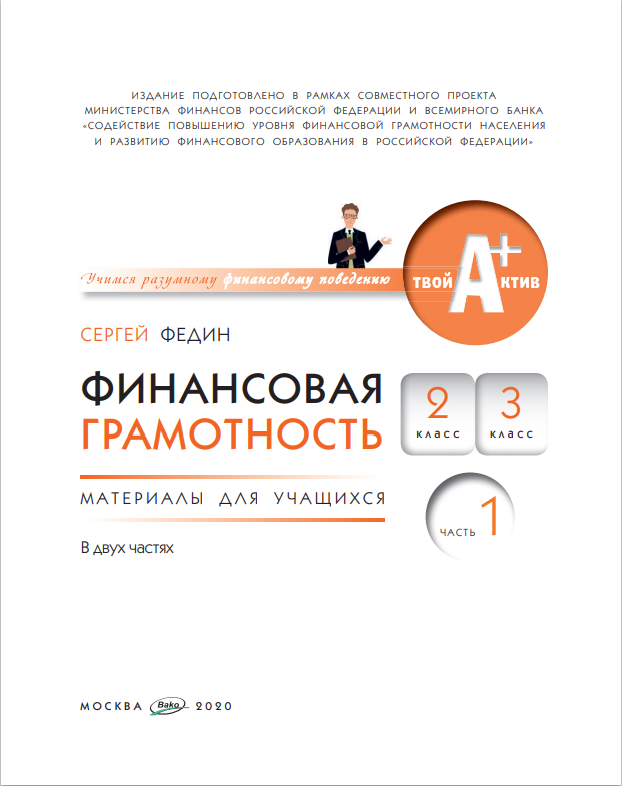 ИЗДАНИЕ ПОДГОТОВЛЕНО В РАМКАХ СОВМЕСТНОГО ПРОЕКТА
МИНИСТЕРСТВА ФИНАНСОВ РОССИЙСКОЙ ФЕДЕРАЦИИ И ВСЕМИРНОГО БАНКА
«СОДЕЙСТВИЕ ПОВЫШЕНИЮ УРОВНЯ ФИНАНСОВОЙ ГРАМОТНОСТИ НАСЕЛЕНИЯ
И РАЗВИТИЮ ФИНАНСОВОГО ОБРАЗОВАНИЯ В РОССИЙСКОЙ ФЕДЕРАЦИИ»
Учимся разумному финансовому поведению
ТВОЙ А+КТИВ
СЕРГЕЙ ФЕДИН
ФИНАНСОВАЯ
ГРАМОТНОСТЬ
2 класс
3 класс
МАТЕРИАЛЫ ДЛЯ УЧАЩИХСЯ
ЧАСТЬ 1
В двух частях
МОСКВА Bako 2020